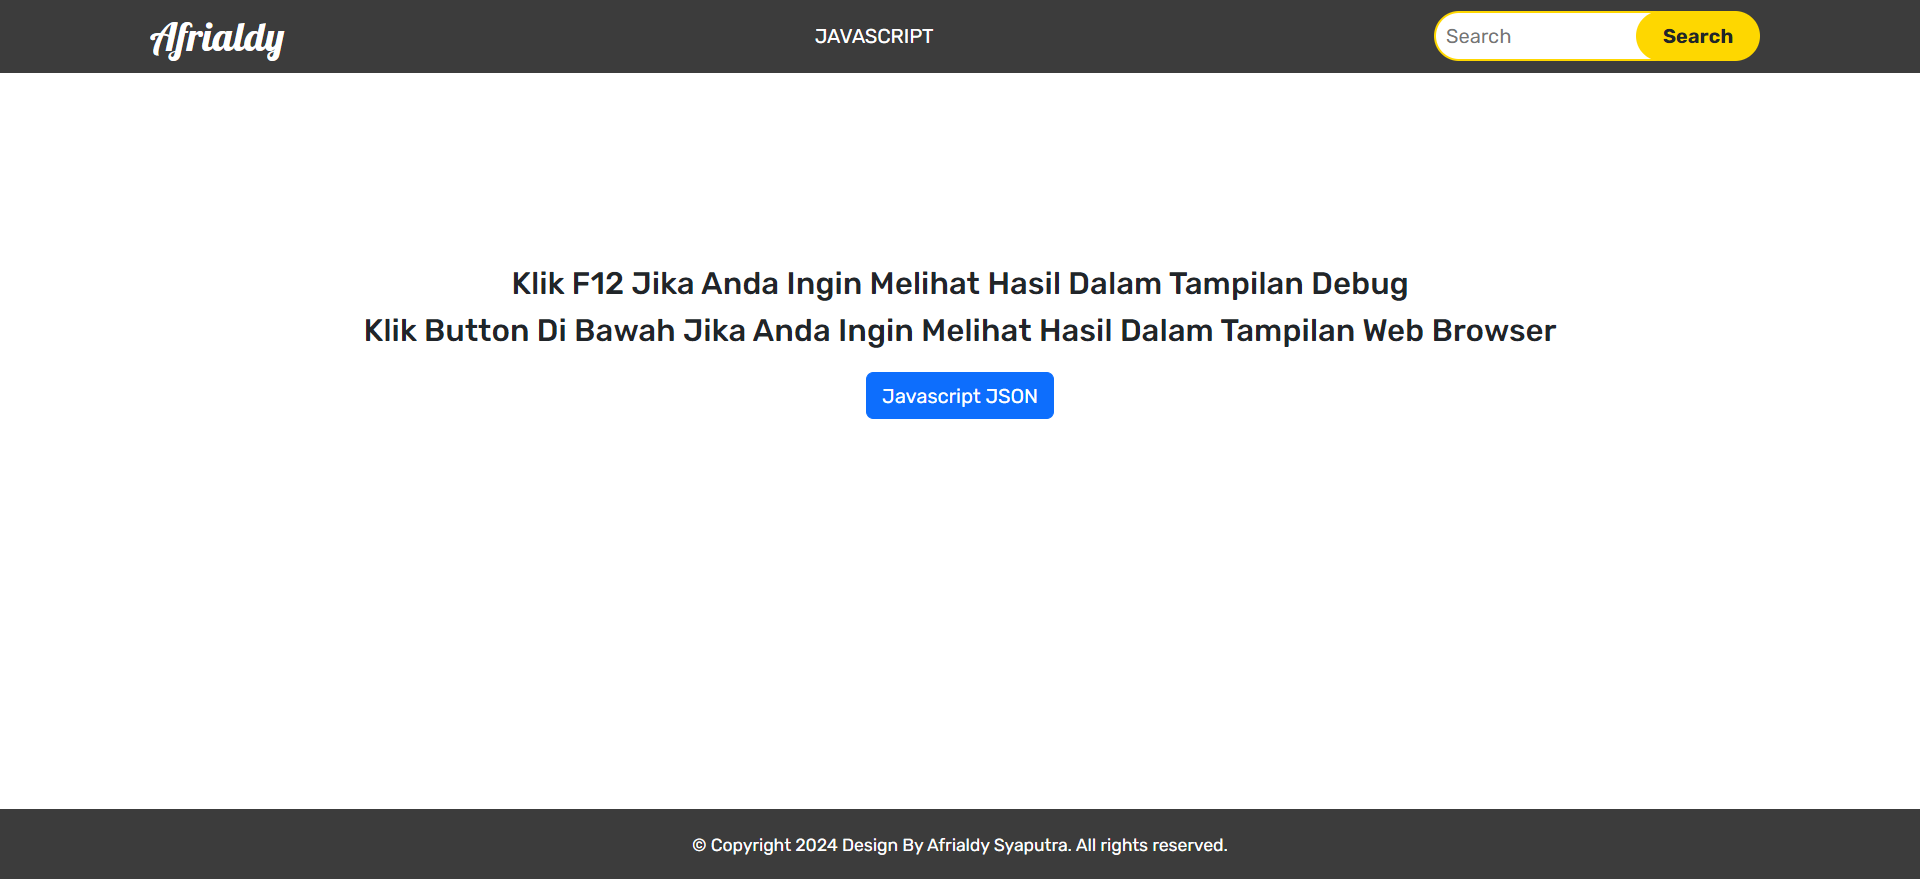 Afrialdy
JAVASCRIPT
Search
Search
Klik F12 Jika Anda Ingin Melihat Hasil Dalam Tampilan Debug
Klik Button Di Bawah Jika Anda Ingin Melihat Hasil Dalam Tampilan Web Browser
Javascript JSON
© Copyright 2024 Design By Afrialdy Syaputra. All rights reserved.